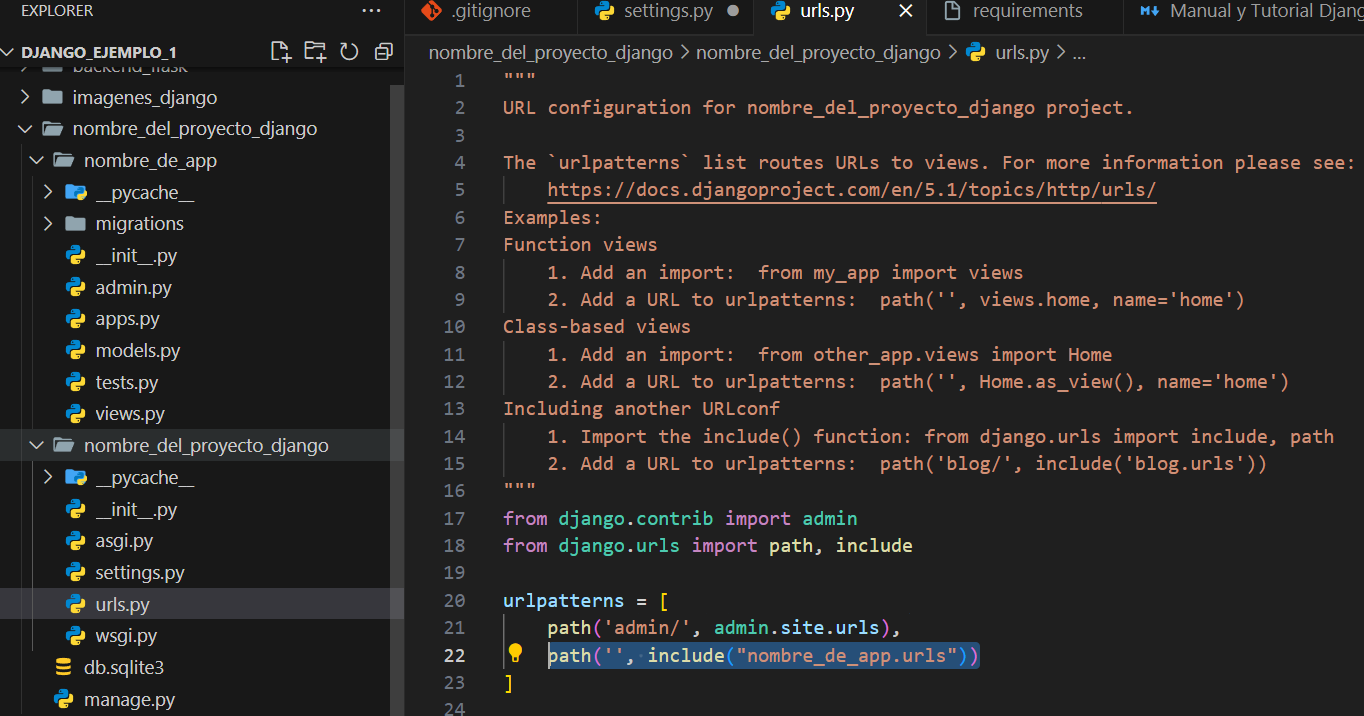 EXPLORER
...
DJANGO_EJEMPLO_1
backend_flask
imagenes_django
nombre_del_proyecto_django
nombre_de_app
__pycache__
migrations
__init__.py
admin.py
apps.py
models.py
tests.py
views.py
nombre_del_proyecto_django
__pycache__
__init__.py
asgi.py
settings.py
urls.py
wsgi.py
db.sqlite3
manage.py
.gitignore
settings.py
urls.py
requirements
Manual y Tutorial Django
nombre_del_proyecto_django > nombre_del_proyecto_django > urls.py > ...
1 """
2 URL configuration for nombre_del_proyecto_django project.
3
4 The `urlpatterns` list routes URLs to views. For more information please see:
5     https://docs.djangoproject.com/en/5.1/topics/http/urls/
6 Examples:
7 Function views
8     1. Add an import:  from my_app import views
9     2. Add a URL to urlpatterns:  path('', views.home, name='home')
10 Class-based views
11     1. Add an import:  from other_app.views import Home
12     2. Add a URL to urlpatterns:  path('', Home.as_view(), name='home')
13 Including another URLconf
14     1. Import the include() function: from django.urls import include, path
15     2. Add a URL to urlpatterns:  path('blog/', include('blog.urls'))
16 """
17 from django.contrib import admin
18 from django.urls import path, include
19
20 urlpatterns = [
21     path('admin/', admin.site.urls),
22     path('', include("nombre_de_app.urls"))
23 ]
24